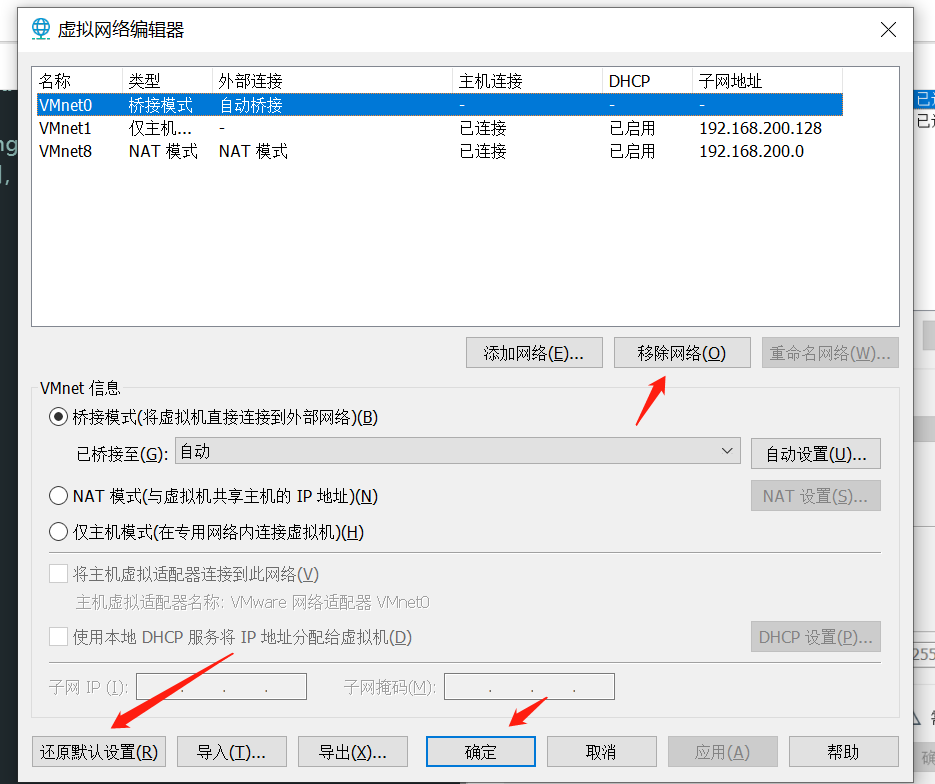 虚拟网络编辑器
名称 类型 外部连接 主机连接 DHCP 子网地址
VMnet0 桥接模式 自动桥接 - - -
VMnet1 仅主机... - 已连接 已启用 192.168.200.128
VMnet8 NAT 模式 NAT 模式 已连接 已启用 192.168.200.0
添加网络(E)... 移除网络(O) 重命名网络(W)...
VMnet 信息
桥接模式(将虚拟机直接连接到外部网络)(B)
已桥接至(G): 自动 自动设置(U)...
NAT 模式(与虚拟机共享主机的 IP 地址)(N) NAT 设置(S)...
仅主机模式(在专用网络内连接虚拟机)(H)
将主机虚拟适配器连接到此网络(V)
主机虚拟适配器名称: VMware 网络适配器 VMnet0
使用本地 DHCP 服务将 IP 地址分配给虚拟机(D) DHCP 设置(P)...
子网 IP (I): . . . 子网掩码(M): . . .
还原默认设置(R) 导入(T)... 导出(X)... 确定 取消 应用(A) 帮助